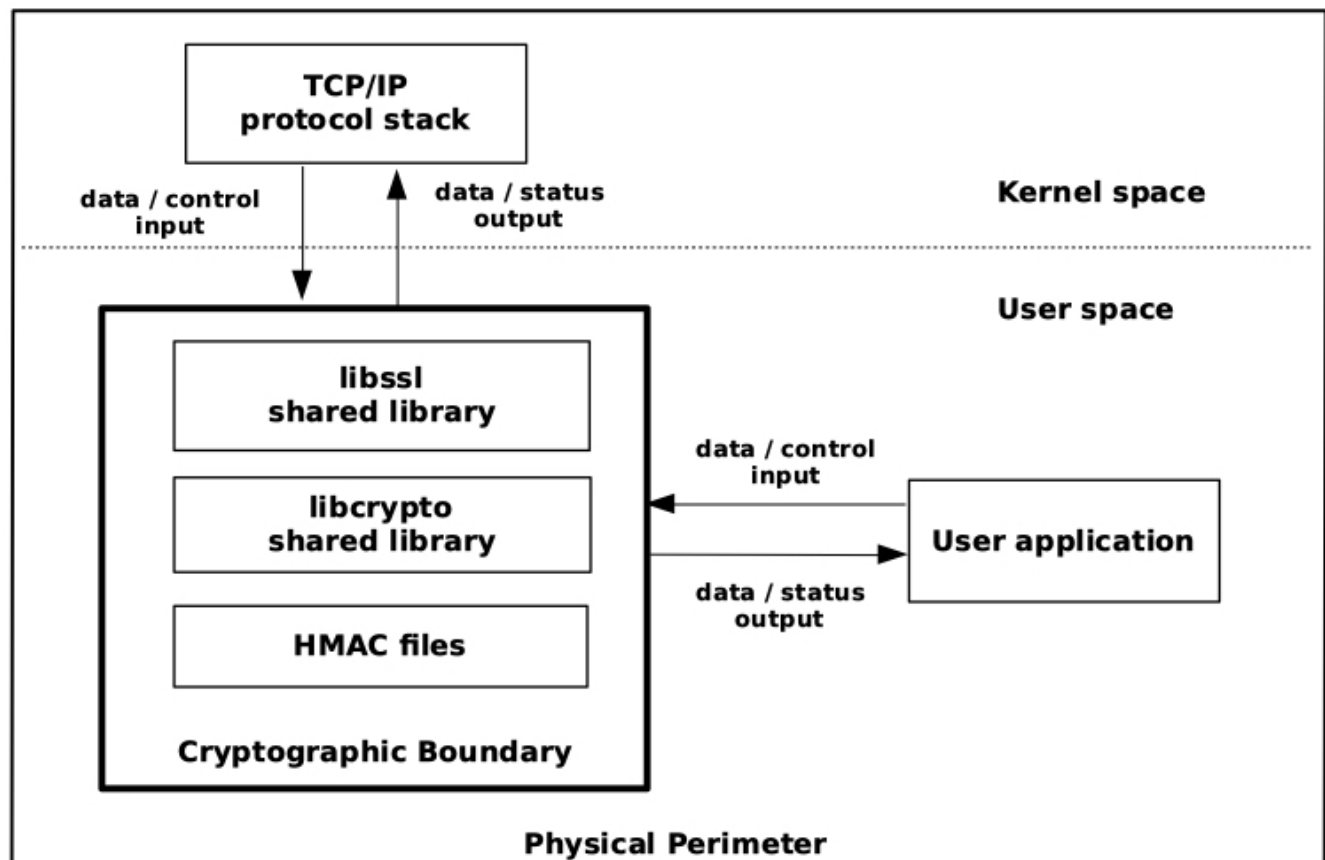 TCP/IP
protocol stack
data / control
input
data / status
output
Kernel space
User space
libssl
shared library
data / control
input
libcrypto
shared library
User application
data / status
output
HMAC files
Cryptographic Boundary
Physical Perimeter